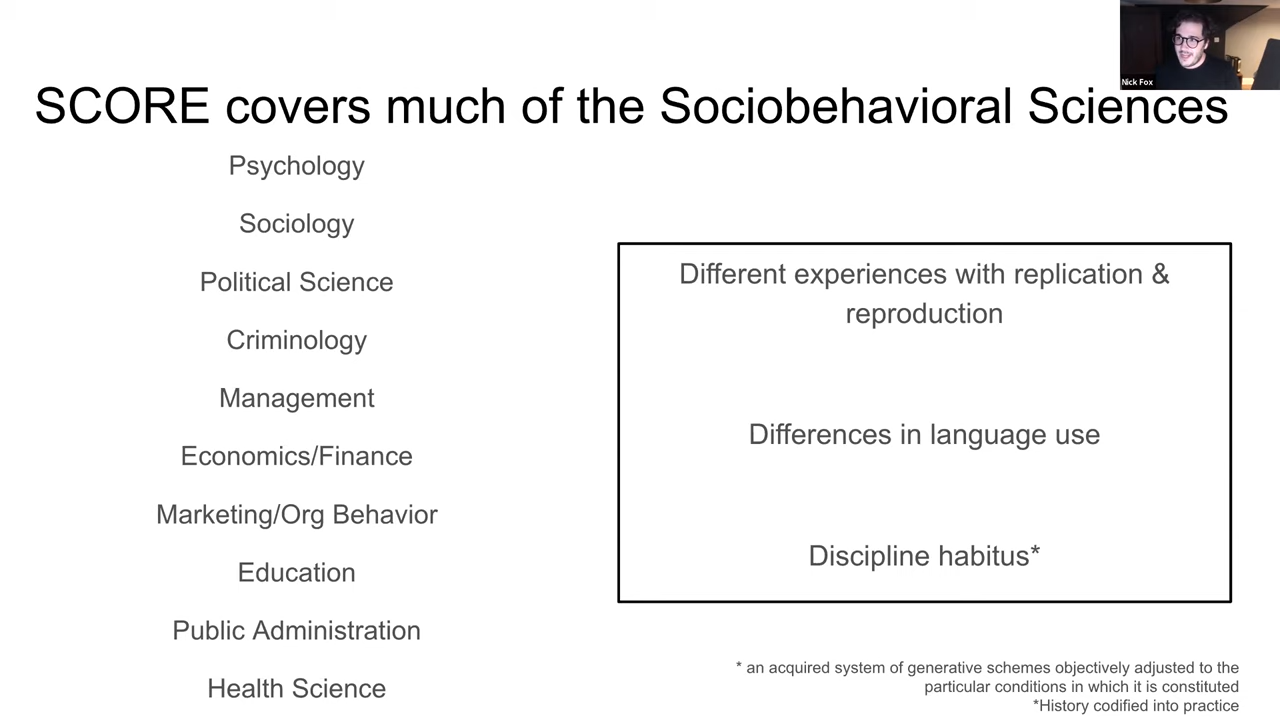 Nick Fox
SCORE covers much of the Sociobehavioral Sciences
Psychology
Sociology
Political Science
Criminology
Management
Economics/Finance
Marketing/Org Behavior
Education
Public Administration
Health Science
Different experiences with replication &
reproduction
Differences in language use
Discipline habitus*
* an acquired system of generative schemes objectively adjusted to the
particular conditions in which it is constituted
*History codified into practice